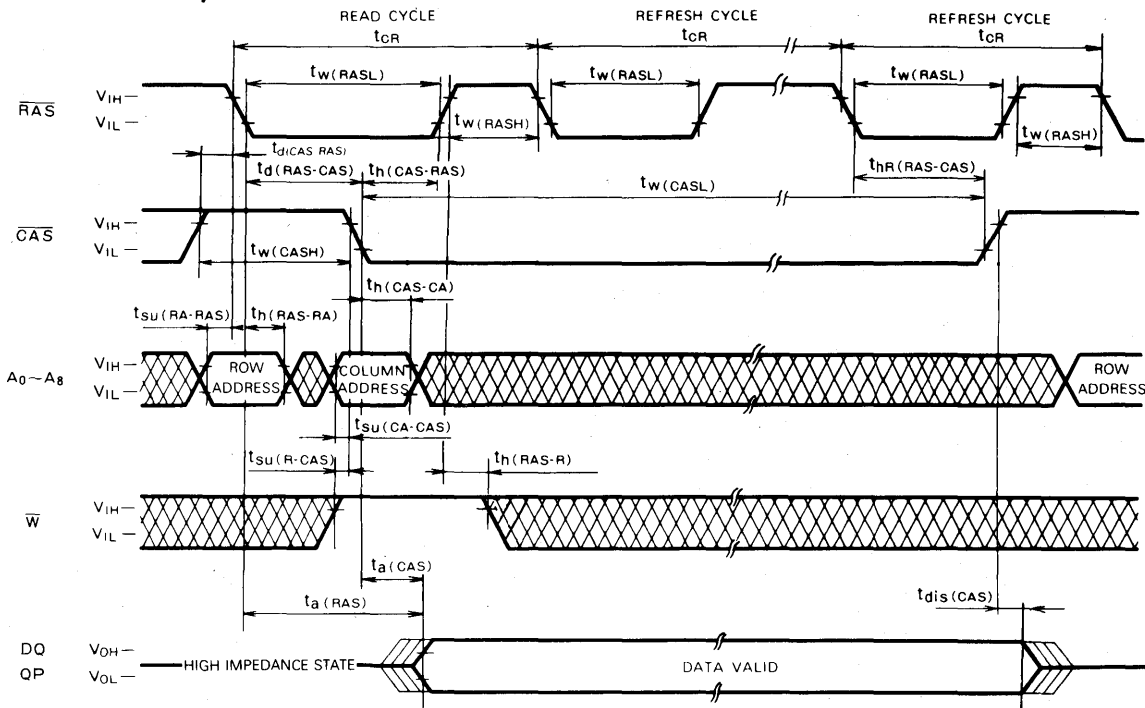 READ CYCLE REFRESH CYCLE REFRESH CYCLE
tCR tCR tCR
tw(RASL) tw(RASL) tw(RASL)
RAS
VIH
VIL
tw(RASH) tw(RASH)
td(CAS RAS)
td(RAS-CAS) th(CAS-RAS) tw(CASL) thR(RAS-CAS)
CAS
VIH
VIL
tw(CASH)
th(CAS-CA)
tsu(RA-RAS) th(RAS-RA)
A0~A8
VIH
VIL
ROW
ADDRESS
COLUMN
ADDRESS
ROW
ADDRESS
tsu(CA-CAS)
tsu(R-CAS) th(RAS-R)
W
VIH
VIL
ta(CAS)
ta(RAS) tdis(CAS)
DQ
QP
VOH
VOL
HIGH IMPEDANCE STATE DATA VALID